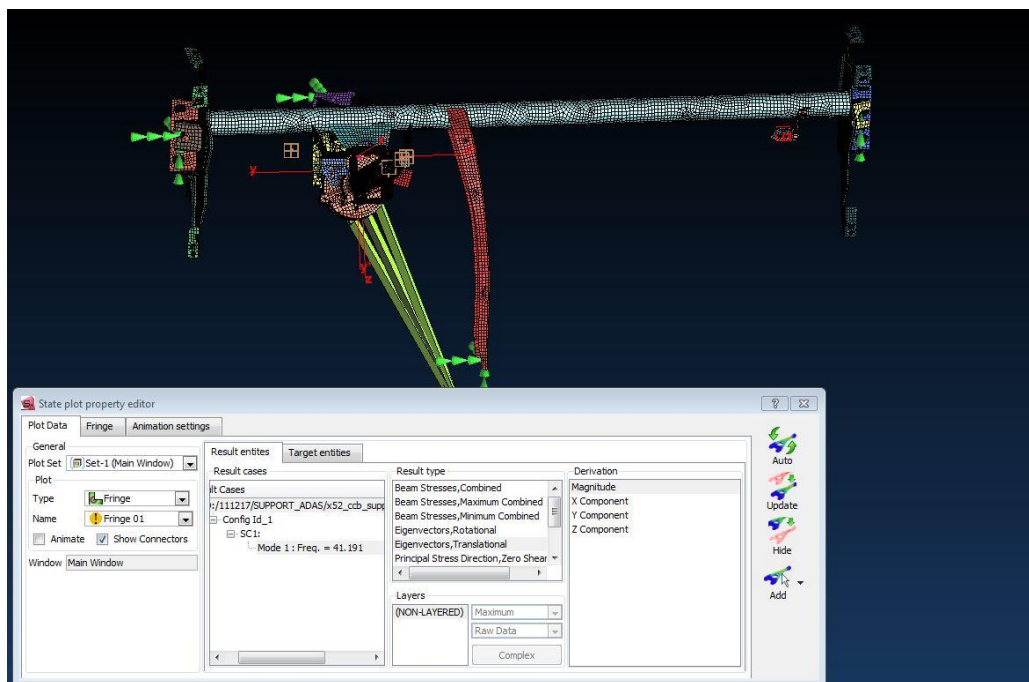 y
x
y
z
State plot property editor
Plot Data Fringe Animation settings
General
Plot Set Set-1 (Main Window)
Plot
Type Fringe
Name Fringe 01
Animate Show Connectors
Window Main Window
Result entites Target entities
Result cases
ılt Cases
):/111217/SUPPORT_ADAS/x52_ccb_supp
Config Id_1
SC1:
Mode 1 : Freq. = 41.191
Result type
Beam Stresses,Combined
Beam Stresses,Maximum Combined
Beam Stresses,Minimum Combined
Eigenvectors,Rotational
Eigenvectors,Translational
Principal Stress Direction,Zero Shear
Layers
(NON-LAYERED) Maximum
Raw Data
Complex
Derivation
Magnitude
X Component
Y Component
Z Component
Auto
Update
Hide
Add